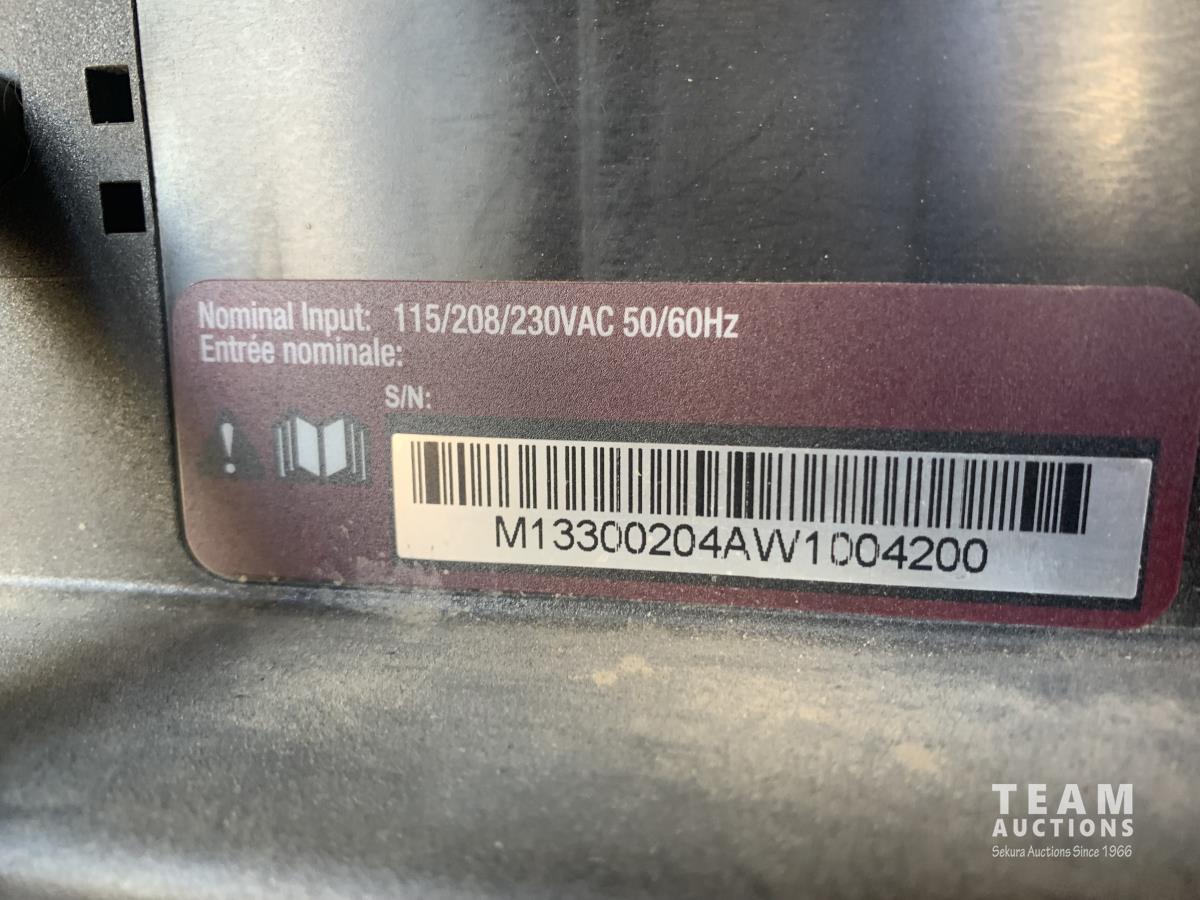 Nominal Input: 115/208/230VAC 50/60Hz
Entrée nominale:
S/N:
M13300204AW1004200
TEAM
AUCTIONS
Sekura Auctions Since 1966